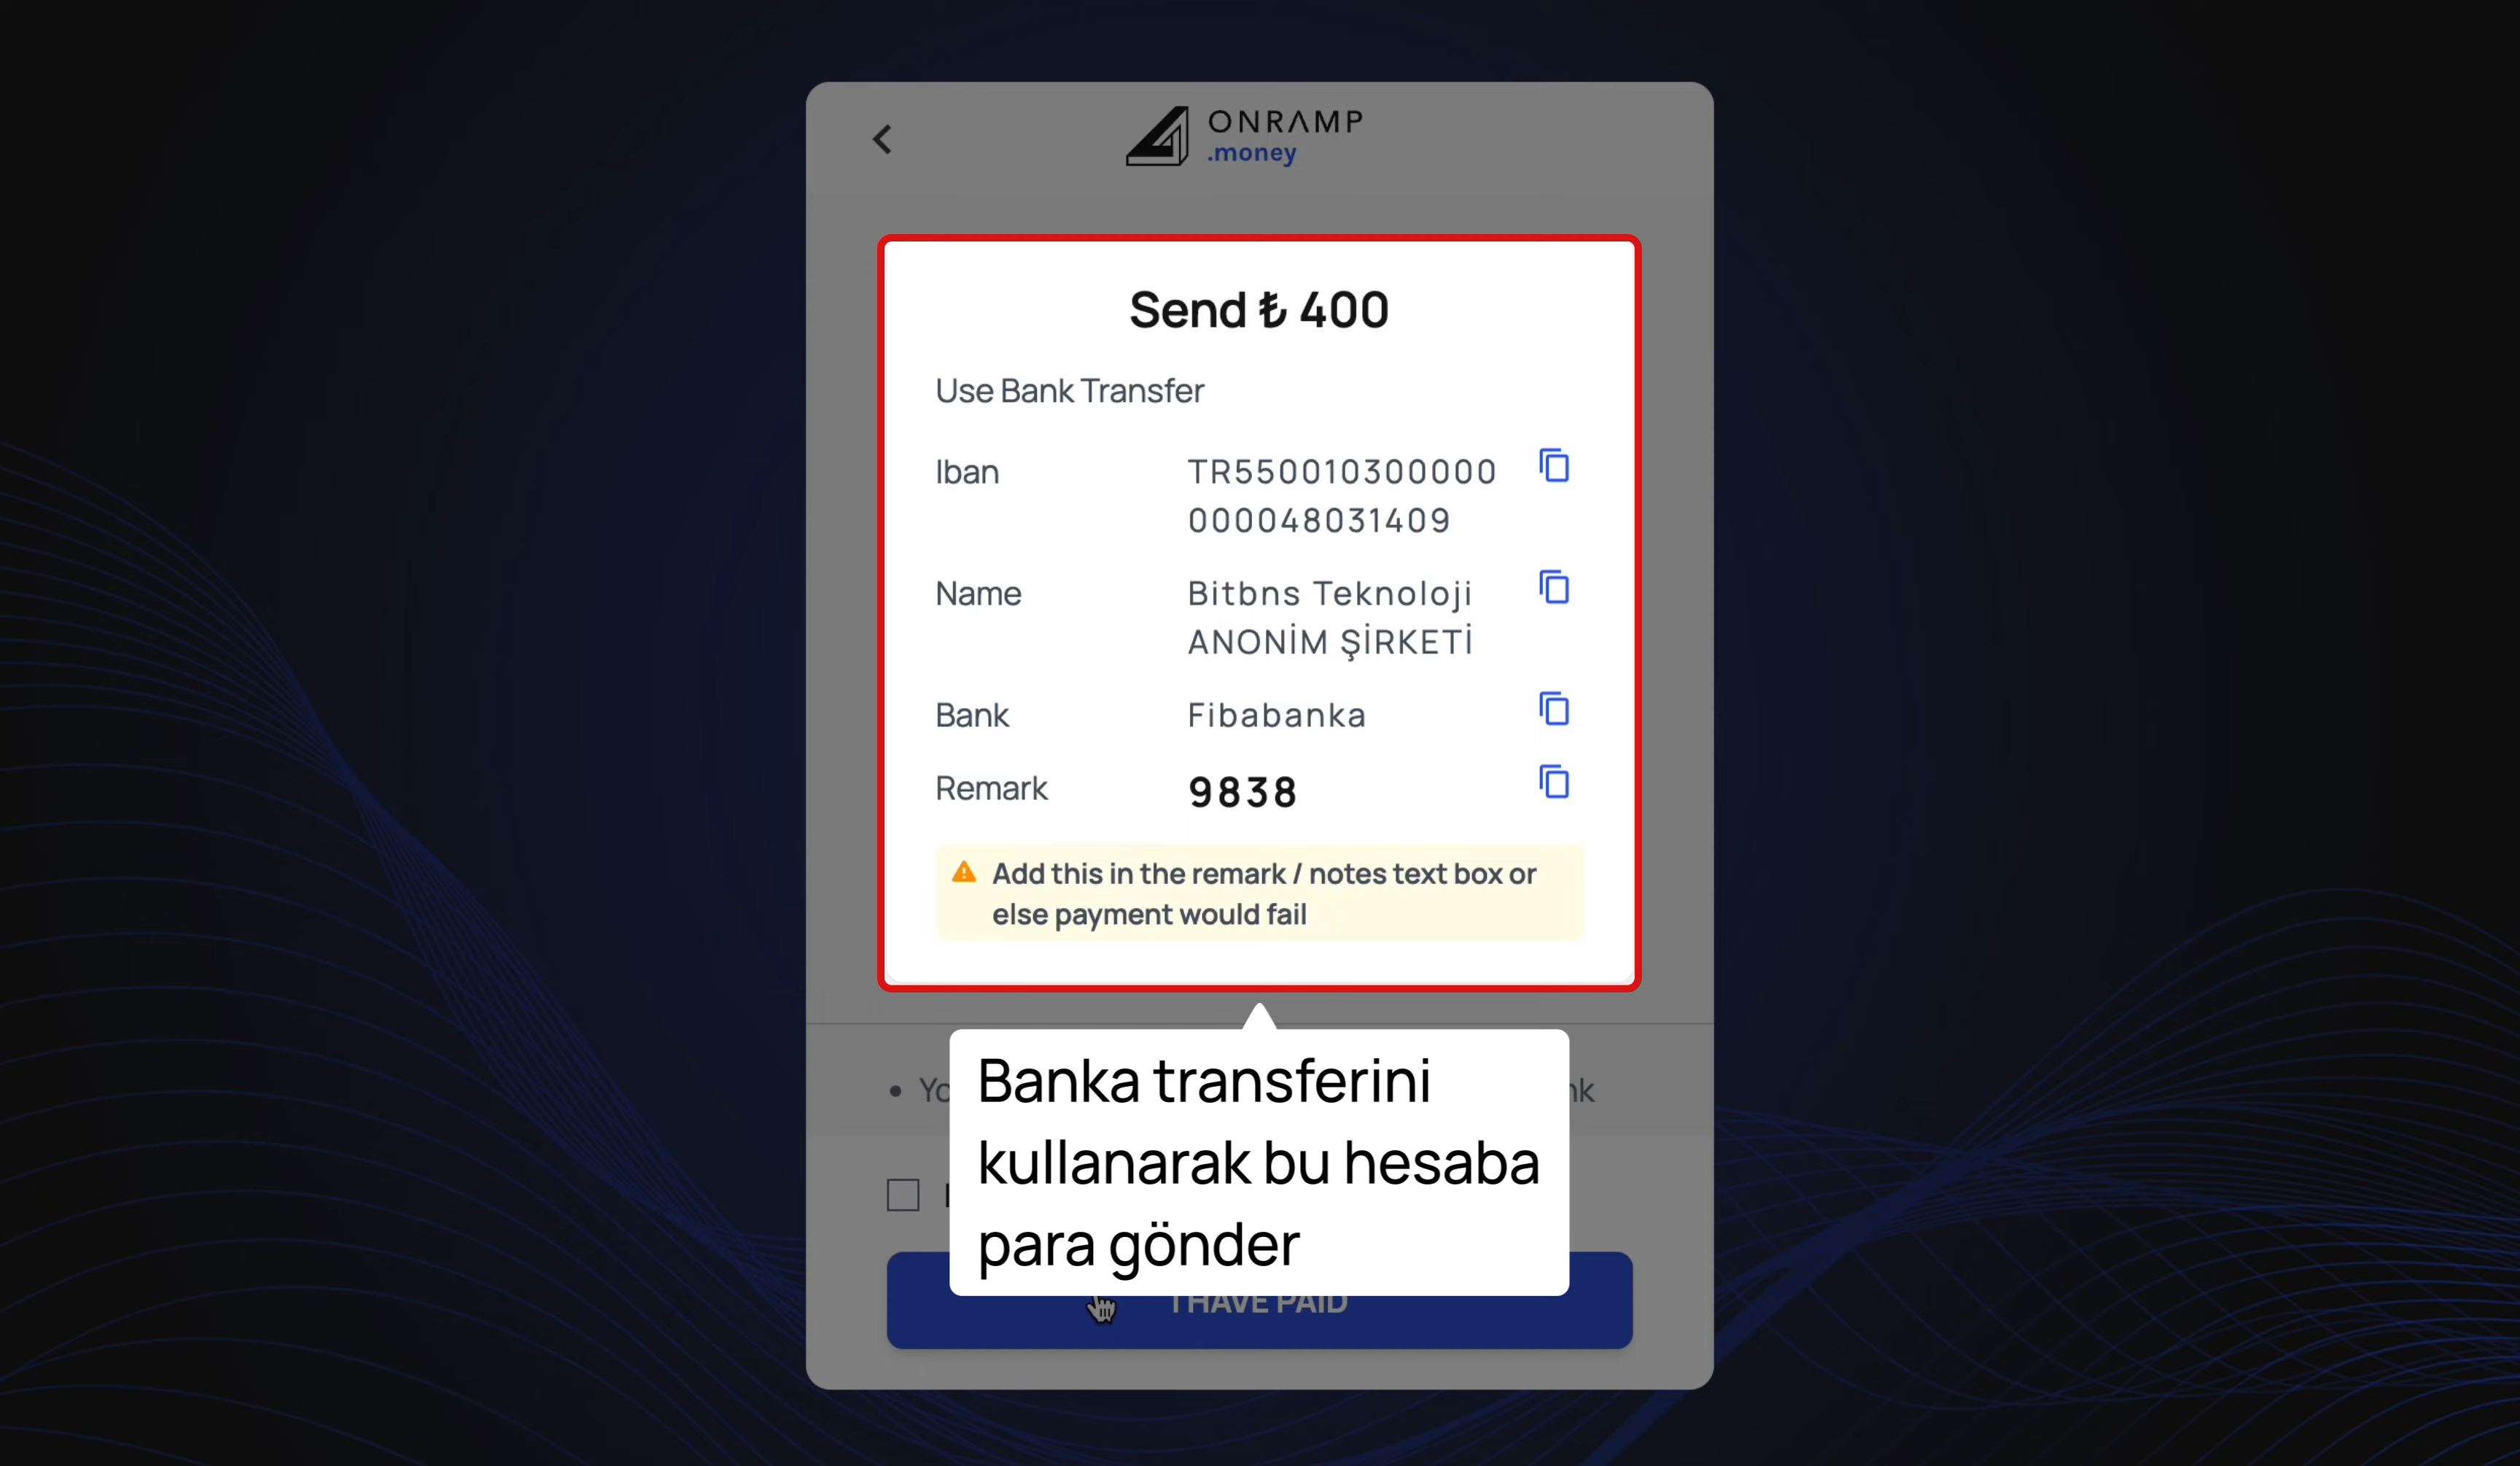 ONRAMP
.money
Send ₺ 400
Use Bank Transfer
Iban TR550010300000
000048031409
Name Bitbns Teknoloji
ANONİM ŞİRKETİ
Bank Fibabanka
Remark 9838
Add this in the remark / notes text box or
else payment would fail
Banka transferini
kullanarak bu hesaba
para gönder
I HAVE PAID